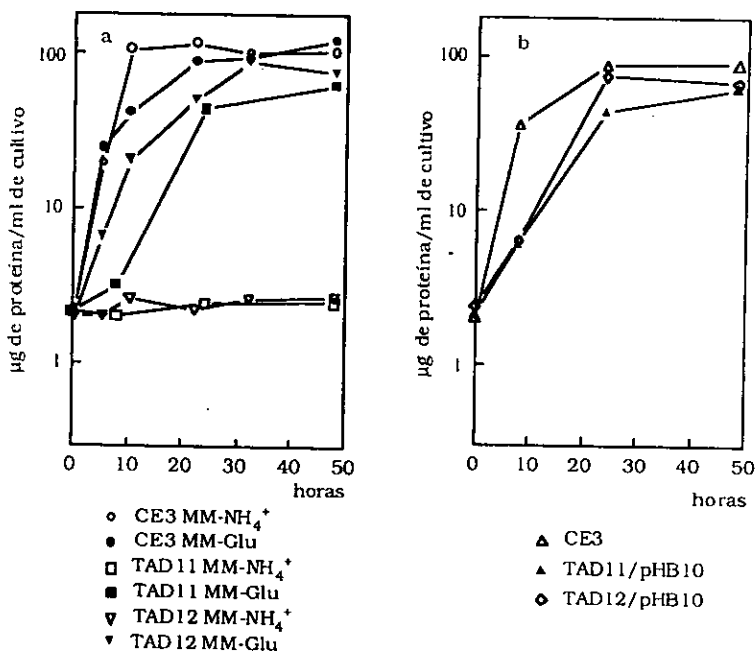 a
b
µg de proteína/ml de cultivo
100
10
1
0
10
20
30
40
50
horas
µg de proteína/ml de cultivo
100
10
1
0
10
20
30
40
50
horas
CE3 MM-NH₄⁺
CE3 MM-Glu
TAD11 MM-NH₄⁺
TAD11 MM-Glu
TAD12 MM-NH₄⁺
TAD12 MM-Glu
CE3
TAD11/pHB10
TAD12/pHB10